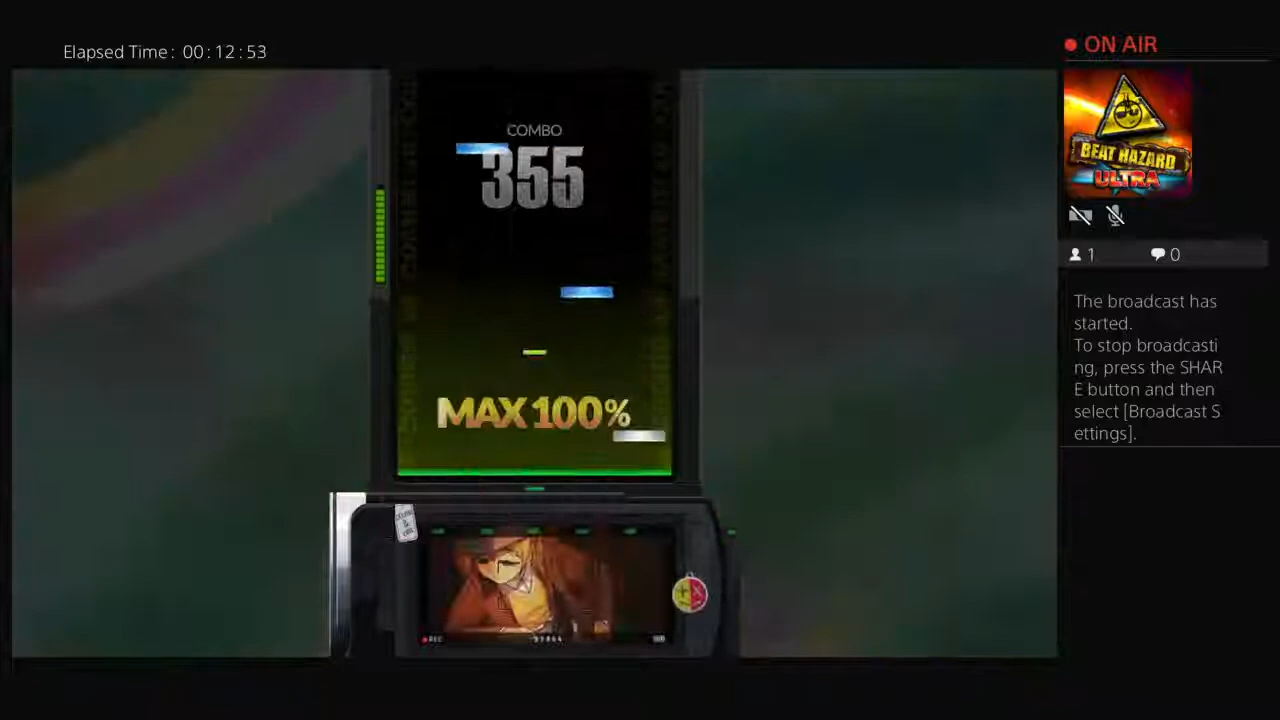 Elapsed Time: 00:12:53
ON AIR
BEAT HAZARD
ULTRA
COMBO
355
1
0
The broadcast has
started.
To stop broadcasti
ng, press the SHAR
E button and then
select [Broadcast S
ettings].
MAX 100%
REC